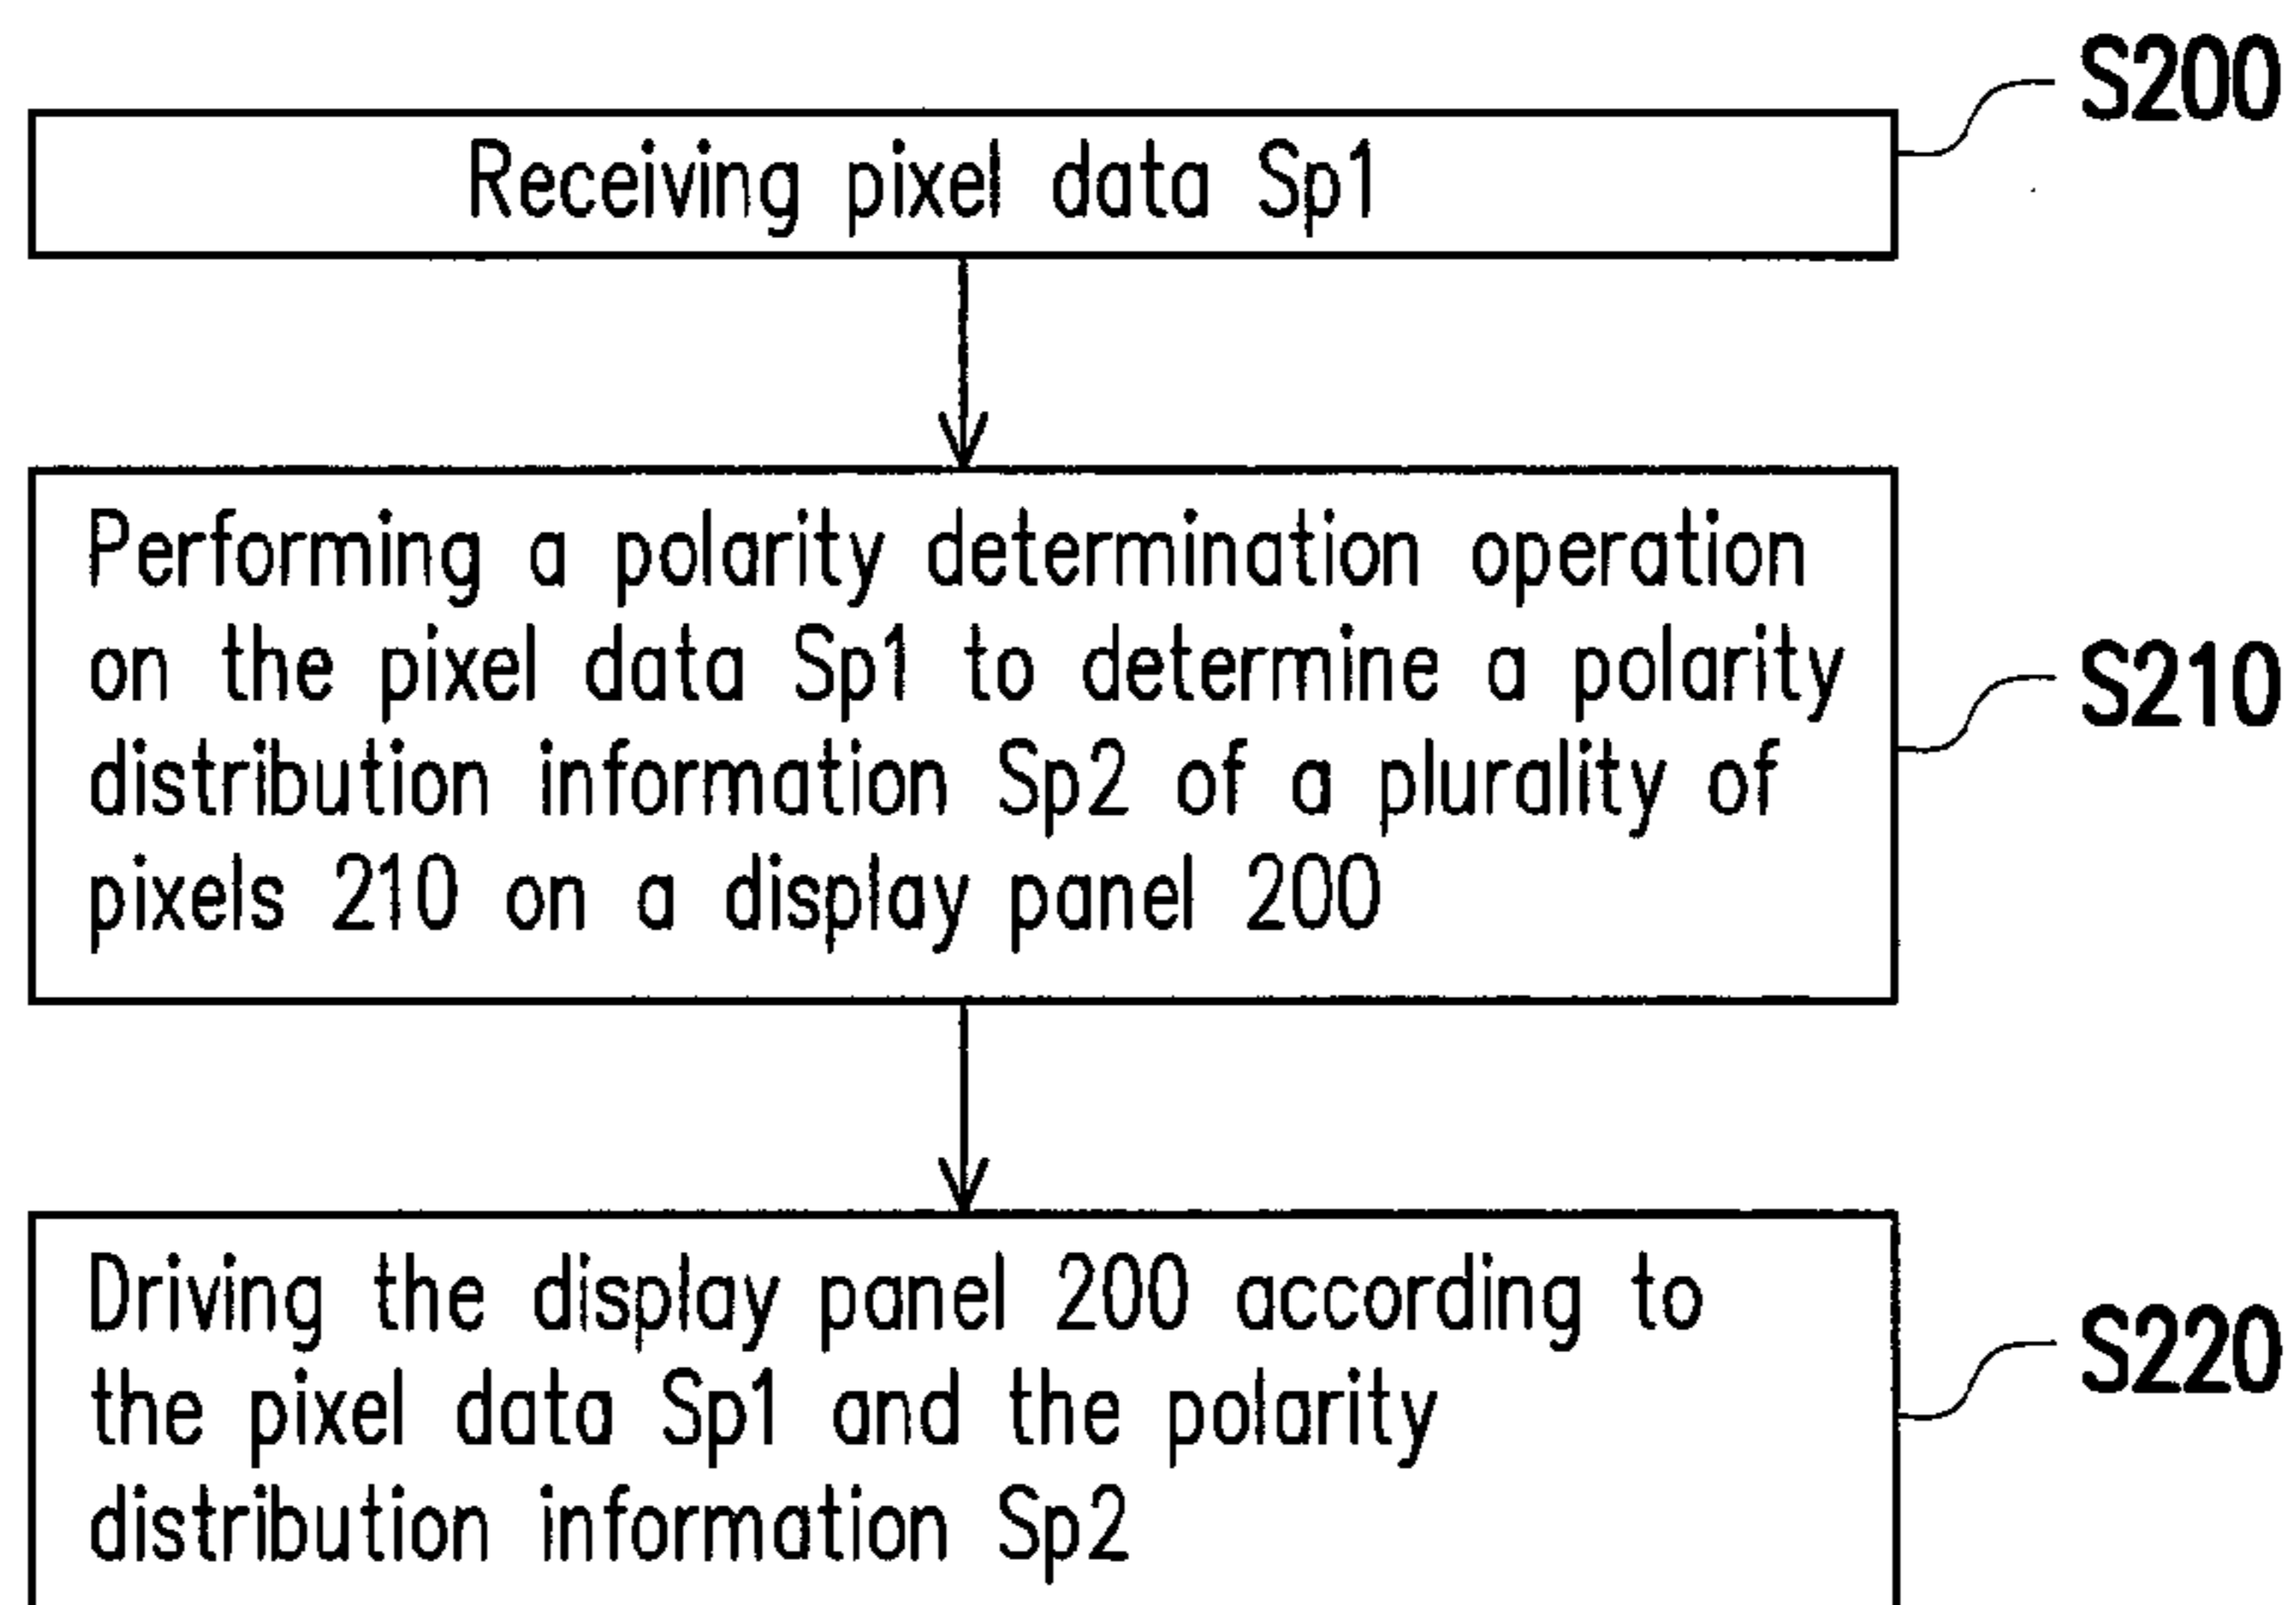 S200
Receiving pixel data Sp1
Performing a polarity determination operation
on the pixel data Sp1 to determine a polarity
distribution information Sp2 of a plurality of
pixels 210 on a display panel 200
S210
Driving the display panel 200 according to
the pixel data Sp1 and the polarity
distribution information Sp2
S220